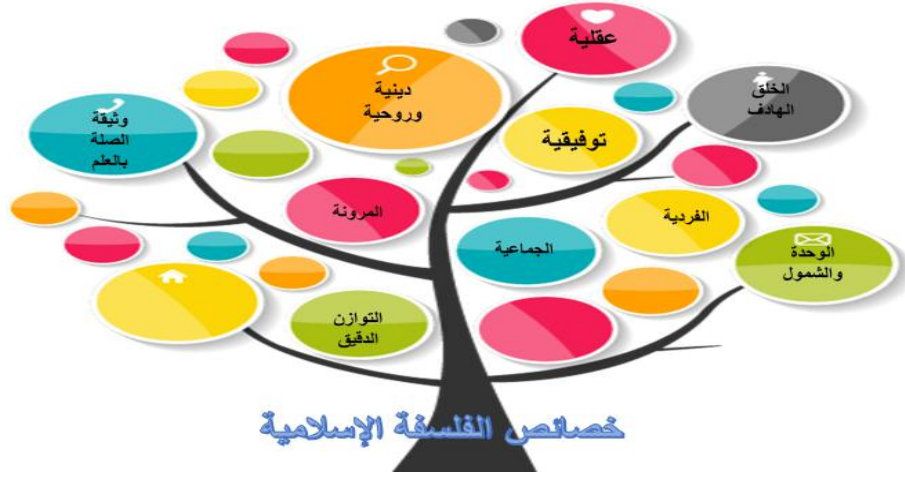 عقلية
دينية
وروحية
الخلق
الهادف
وثيقة
الصلة
بالعلم
توفيقية
المرونة
الفردية
الجماعية
الوحدة
والشمول
التوازن
الدقيق
خصائص الفلسفة الإسلامية